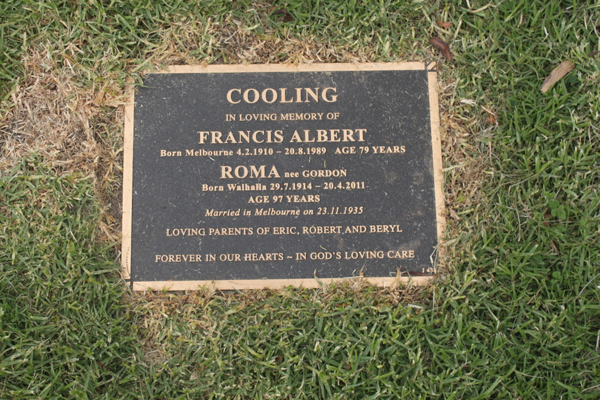 COOLING
IN LOVING MEMORY OF
FRANCIS ALBERT
Born Melbourne 4.2.1910 ~ 20.8.1989 AGE 79 YEARS
ROMA nee GORDON
Born Walhalla 29.7.1914 ~ 20.4.2011
AGE 97 YEARS
Married in Melbourne on 23.11.1935
LOVING PARENTS OF ERIC, ROBERT AND BERYL
FOREVER IN OUR HEARTS ~ IN GOD'S LOVING CARE